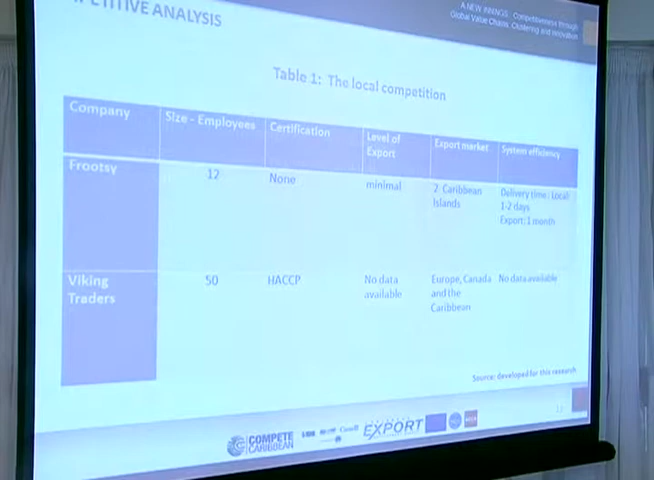 COMPETITIVE ANALYSIS
A NEW INNINGS: Competitiveness through
Global Value Chains, Clustering and Innovation
Table 1: The local competition
Company Size - Employees Certification Level of Export Export market System efficiency
Frootsy 12 None minimal 2 Caribbean Islands Delivery time: Local: 1-2 days Export: 1 month
Viking Traders 50 HACCP No data available Europe, Canada and the Caribbean No data available
Source: developed for this research
COMPETE
CARIBBEAN
EXPORT